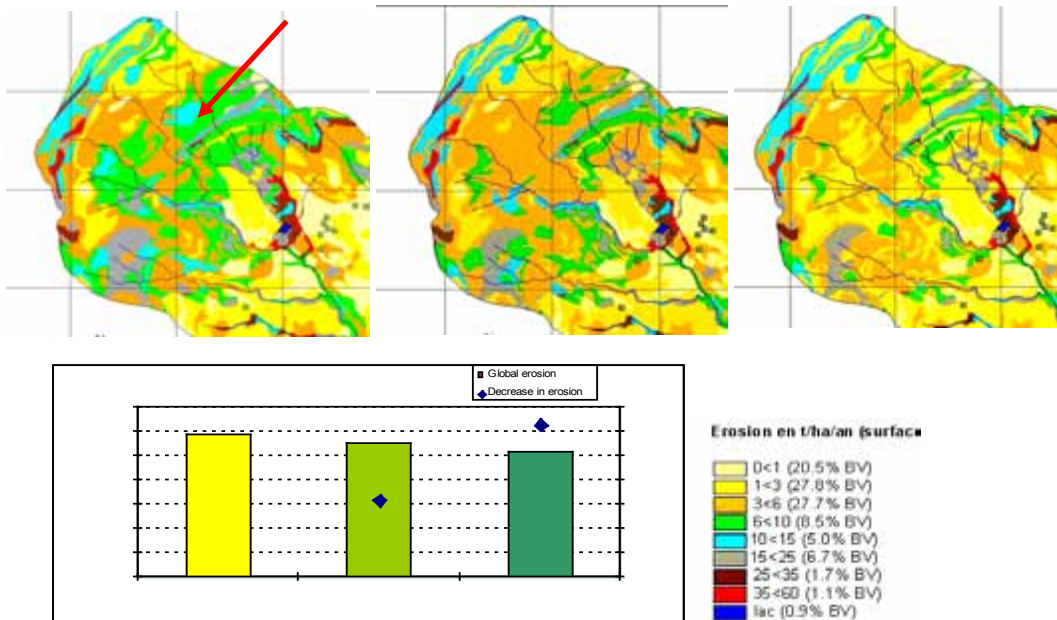 Global erosion
Decrease in erosion
Erosion en t/ha/an (surfac
0<1 (20.5% BV)
1<3 (27.8% BV)
3<6 (27.7% BV)
6<10 (8.5% BV)
10<15 (5.0% BV)
15<25 (6.7% BV)
25<35 (1.7% BV)
35<60 (1.1% BV)
lac (0.9% BV)